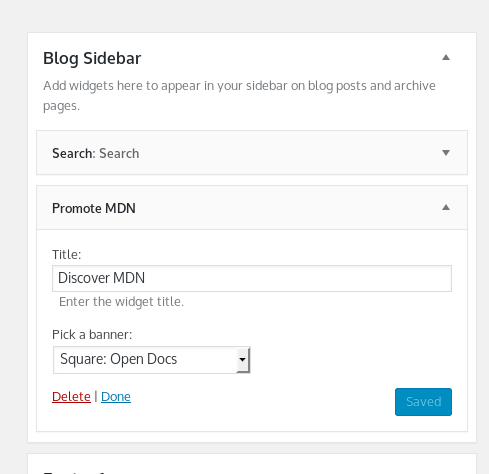 Blog Sidebar
Add widgets here to appear in your sidebar on blog posts and archive
pages.
Search: Search
Promote MDN
Title:
Discover MDN
Enter the widget title.
Pick a banner:
Square: Open Docs
Delete | Done
Saved